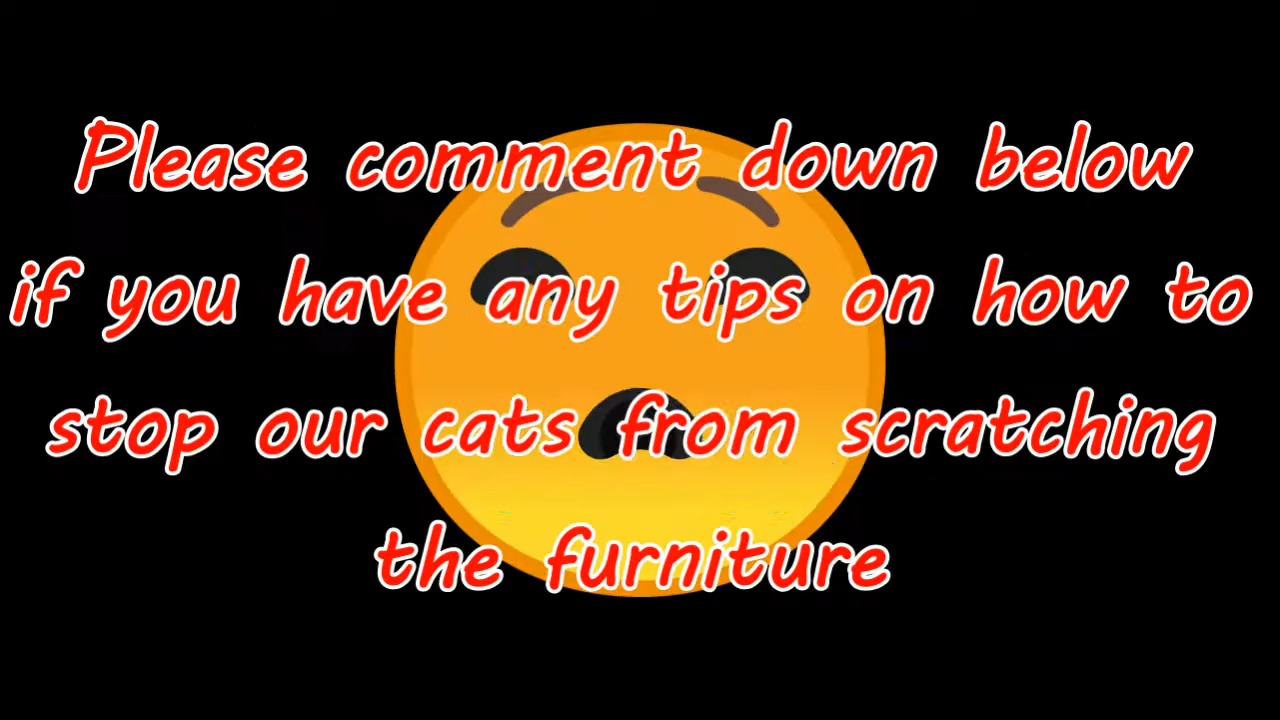 Please comment down below
if you have any tips on how to
stop our cats from scratching
the furniture